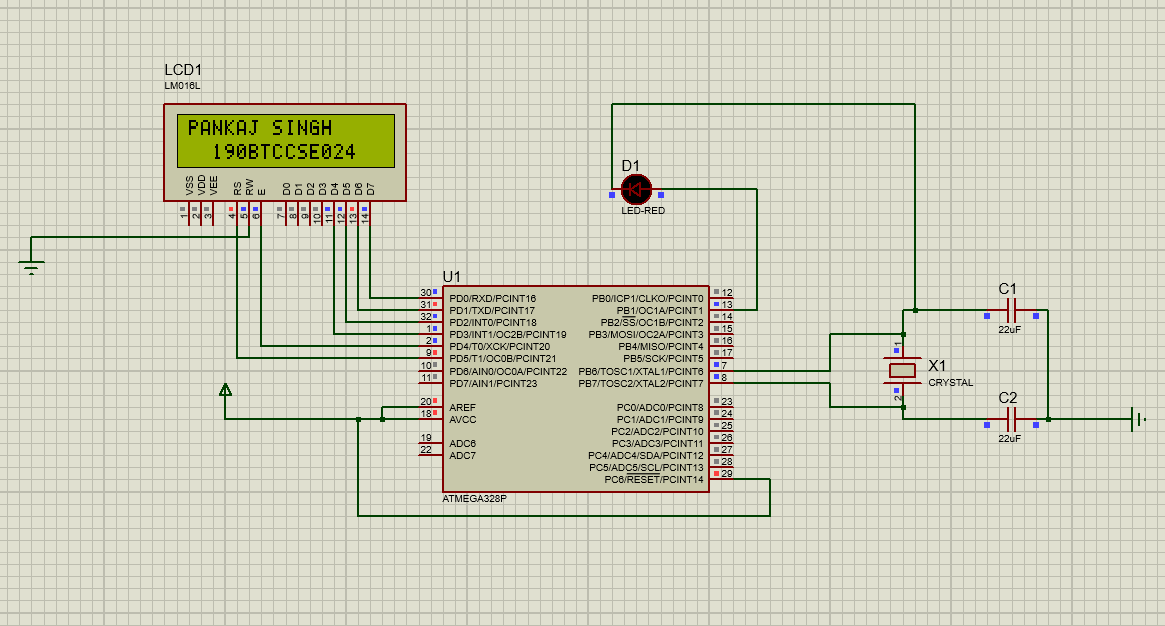 LCD1
LM016L
PANKAJ SINGH
190BTCCSE024
VSS VDD VEE RS RW E D0 D1 D2 D3 D4 D5 D6 D7
1 2 3 4 5 6 7 8 9 10 11 12 13 14
D1
LED-RED
U1
30 PD0/RXD/PCINT16 PB0/ICP1/CLKO/PCINT0 12
31 PD1/TXD/PCINT17 PB1/OC1A/PCINT1 13
32 PD2/INT0/PCINT18 PB2/SS/OC1B/PCINT2 14
1 PD3/INT1/OC2B/PCINT19 PB3/MOSI/OC2A/PCINT3 15
2 PD4/T0/XCK/PCINT20 PB4/MISO/PCINT4 16
9 PD5/T1/OC0B/PCINT21 PB5/SCK/PCINT5 17
10 PD6/AIN0/OC0A/PCINT22 PB6/TOSC1/XTAL1/PCINT6 7
11 PD7/AIN1/PCINT23 PB7/TOSC2/XTAL2/PCINT7 8
20 AREF PC0/ADC0/PCINT8 23
18 AVCC PC1/ADC1/PCINT9 24
PC2/ADC2/PCINT10 25
19 ADC6 PC3/ADC3/PCINT11 26
22 ADC7 PC4/ADC4/SDA/PCINT12 27
PC5/ADC5/SCL/PCINT13 28
PC6/RESET/PCINT14 29
ATMEGA328P
C1
22uF
1
X1
CRYSTAL
2
C2
22uF